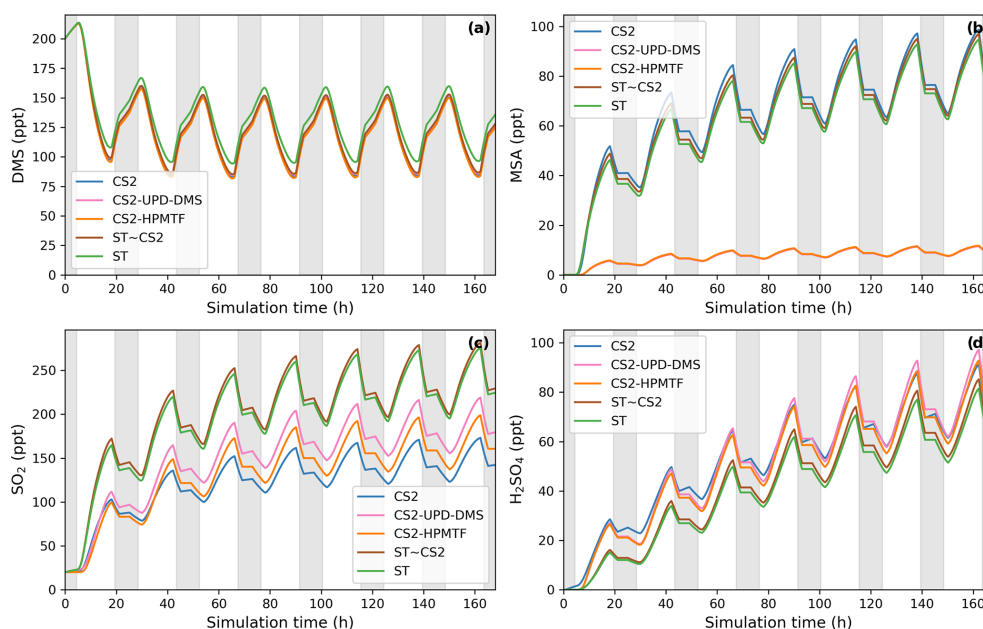 (a)
DMS (ppt)
200
175
150
125
100
75
50
25
0
CS2
CS2-UPD-DMS
CS2-HPMTF
ST~CS2
ST
0 20 40 60 80 100 120 140 160
Simulation time (h)
(b)
MSA (ppt)
100
80
60
40
20
0
CS2
CS2-UPD-DMS
CS2-HPMTF
ST~CS2
ST
0 20 40 60 80 100 120 140 160
Simulation time (h)
(c)
SO₂ (ppt)
250
200
150
100
50
0
CS2
CS2-UPD-DMS
CS2-HPMTF
ST~CS2
ST
0 20 40 60 80 100 120 140 160
Simulation time (h)
(d
H₂SO₄ (ppt)
100
80
60
40
20
0
CS2
CS2-UPD-DMS
CS2-HPMTF
ST~CS2
ST
0 20 40 60 80 100 120 140 160
Simulation time (h)